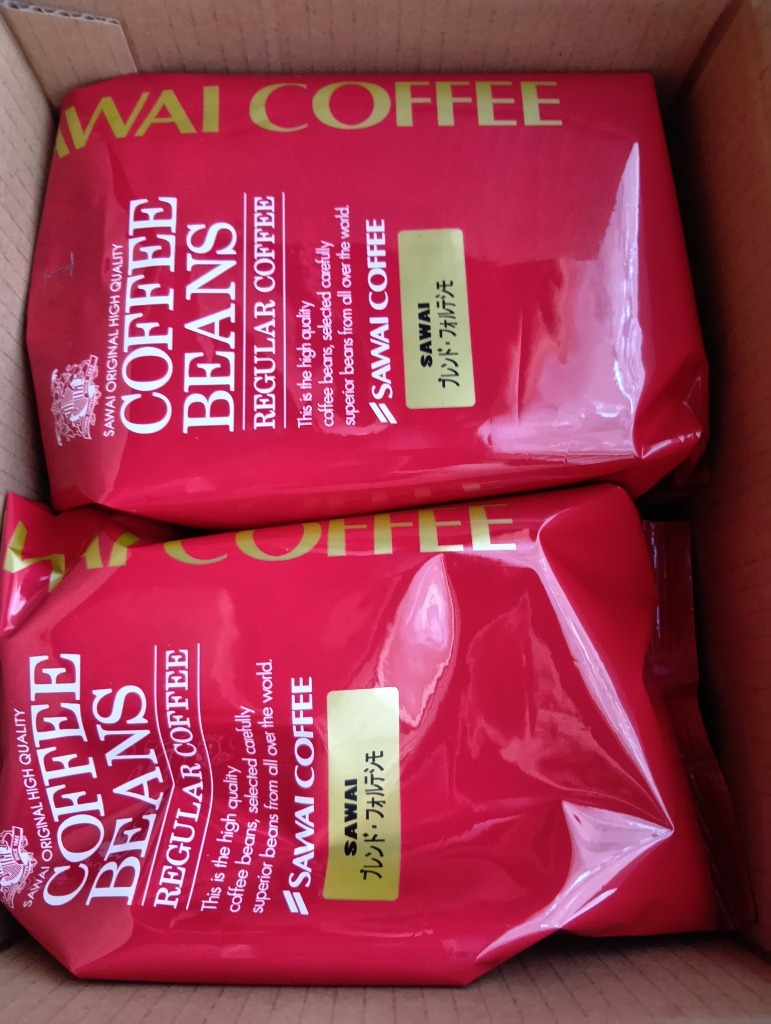 SAWAI COFFEE
SAWAI ORIGINAL HIGH QUALITY
COFFEE
BEANS
REGULAR COFFEE
This is the high quality
coffee beans, selected carefully
superior beans from all over the world.
SAWAI COFFEE
SAWAI
ブレンド・フォルテシモ
COFFEE
SAWAI ORIGINAL HIGH QUALITY
COFFEE
BEANS
REGULAR COFFEE
This is the high quality
coffee beans, selected carefully
superior beans from all over the world.
SAWAI COFFEE
SAWAI
ブレンド・フォルテシモ